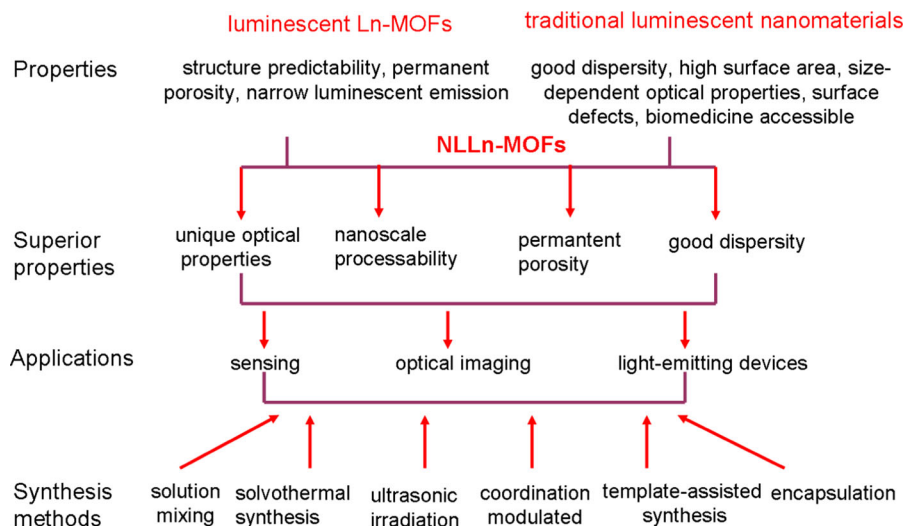 luminescent Ln-MOFs
traditional luminescent nanomaterials
Properties
structure predictability, permanent
porosity, narrow luminescent emission
good dispersity, high surface area, size-
dependent optical properties, surface
defects, biomedicine accessible
NLLn-MOFs
Superior
properties
unique optical
properties
nanoscale
processability
permantent
porosity
good dispersity
Applications
sensing
optical imaging
light-emitting devices
Synthesis
methods
solution
mixing
solvothermal
synthesis
ultrasonic
irradiation
coordination
modulated
template-assisted
synthesis
encapsulation